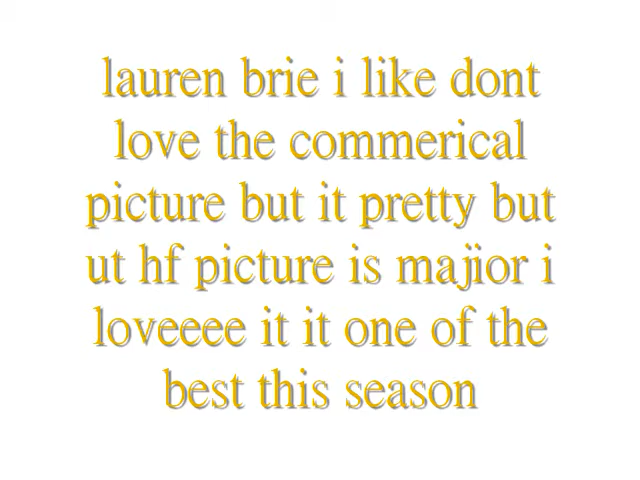 lauren brie i like dont
love the commerical
picture but it pretty but
ut hf picture is majior i
loveeee it it one of the
best this season